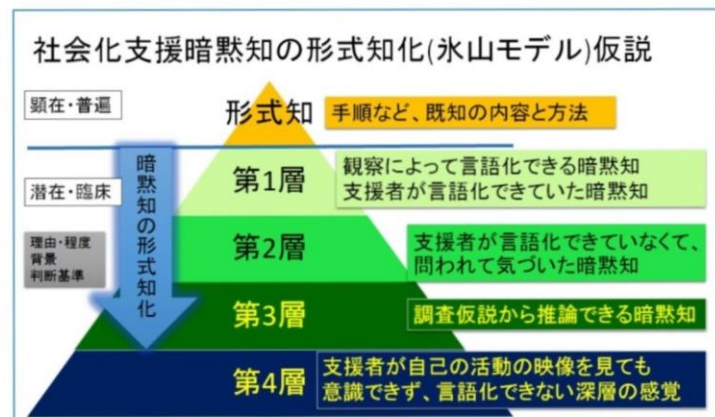 社会化支援暗黙知の形式知化(氷山モデル)仮説
顕在・普遍
形式知
手順など、既知の内容と方法
暗黙知の形式知化
潜在・臨床
第1層
観察によって言語化できる暗黙知
支援者が言語化できていた暗黙知
理由・程度
背景
判断基準
第2層
支援者が言語化できていなくて、
問われて気づいた暗黙知
第3層
調査仮説から推論できる暗黙知
第4層
支援者が自己の活動の映像を見ても
意識できず、言語化できない深層の感覚